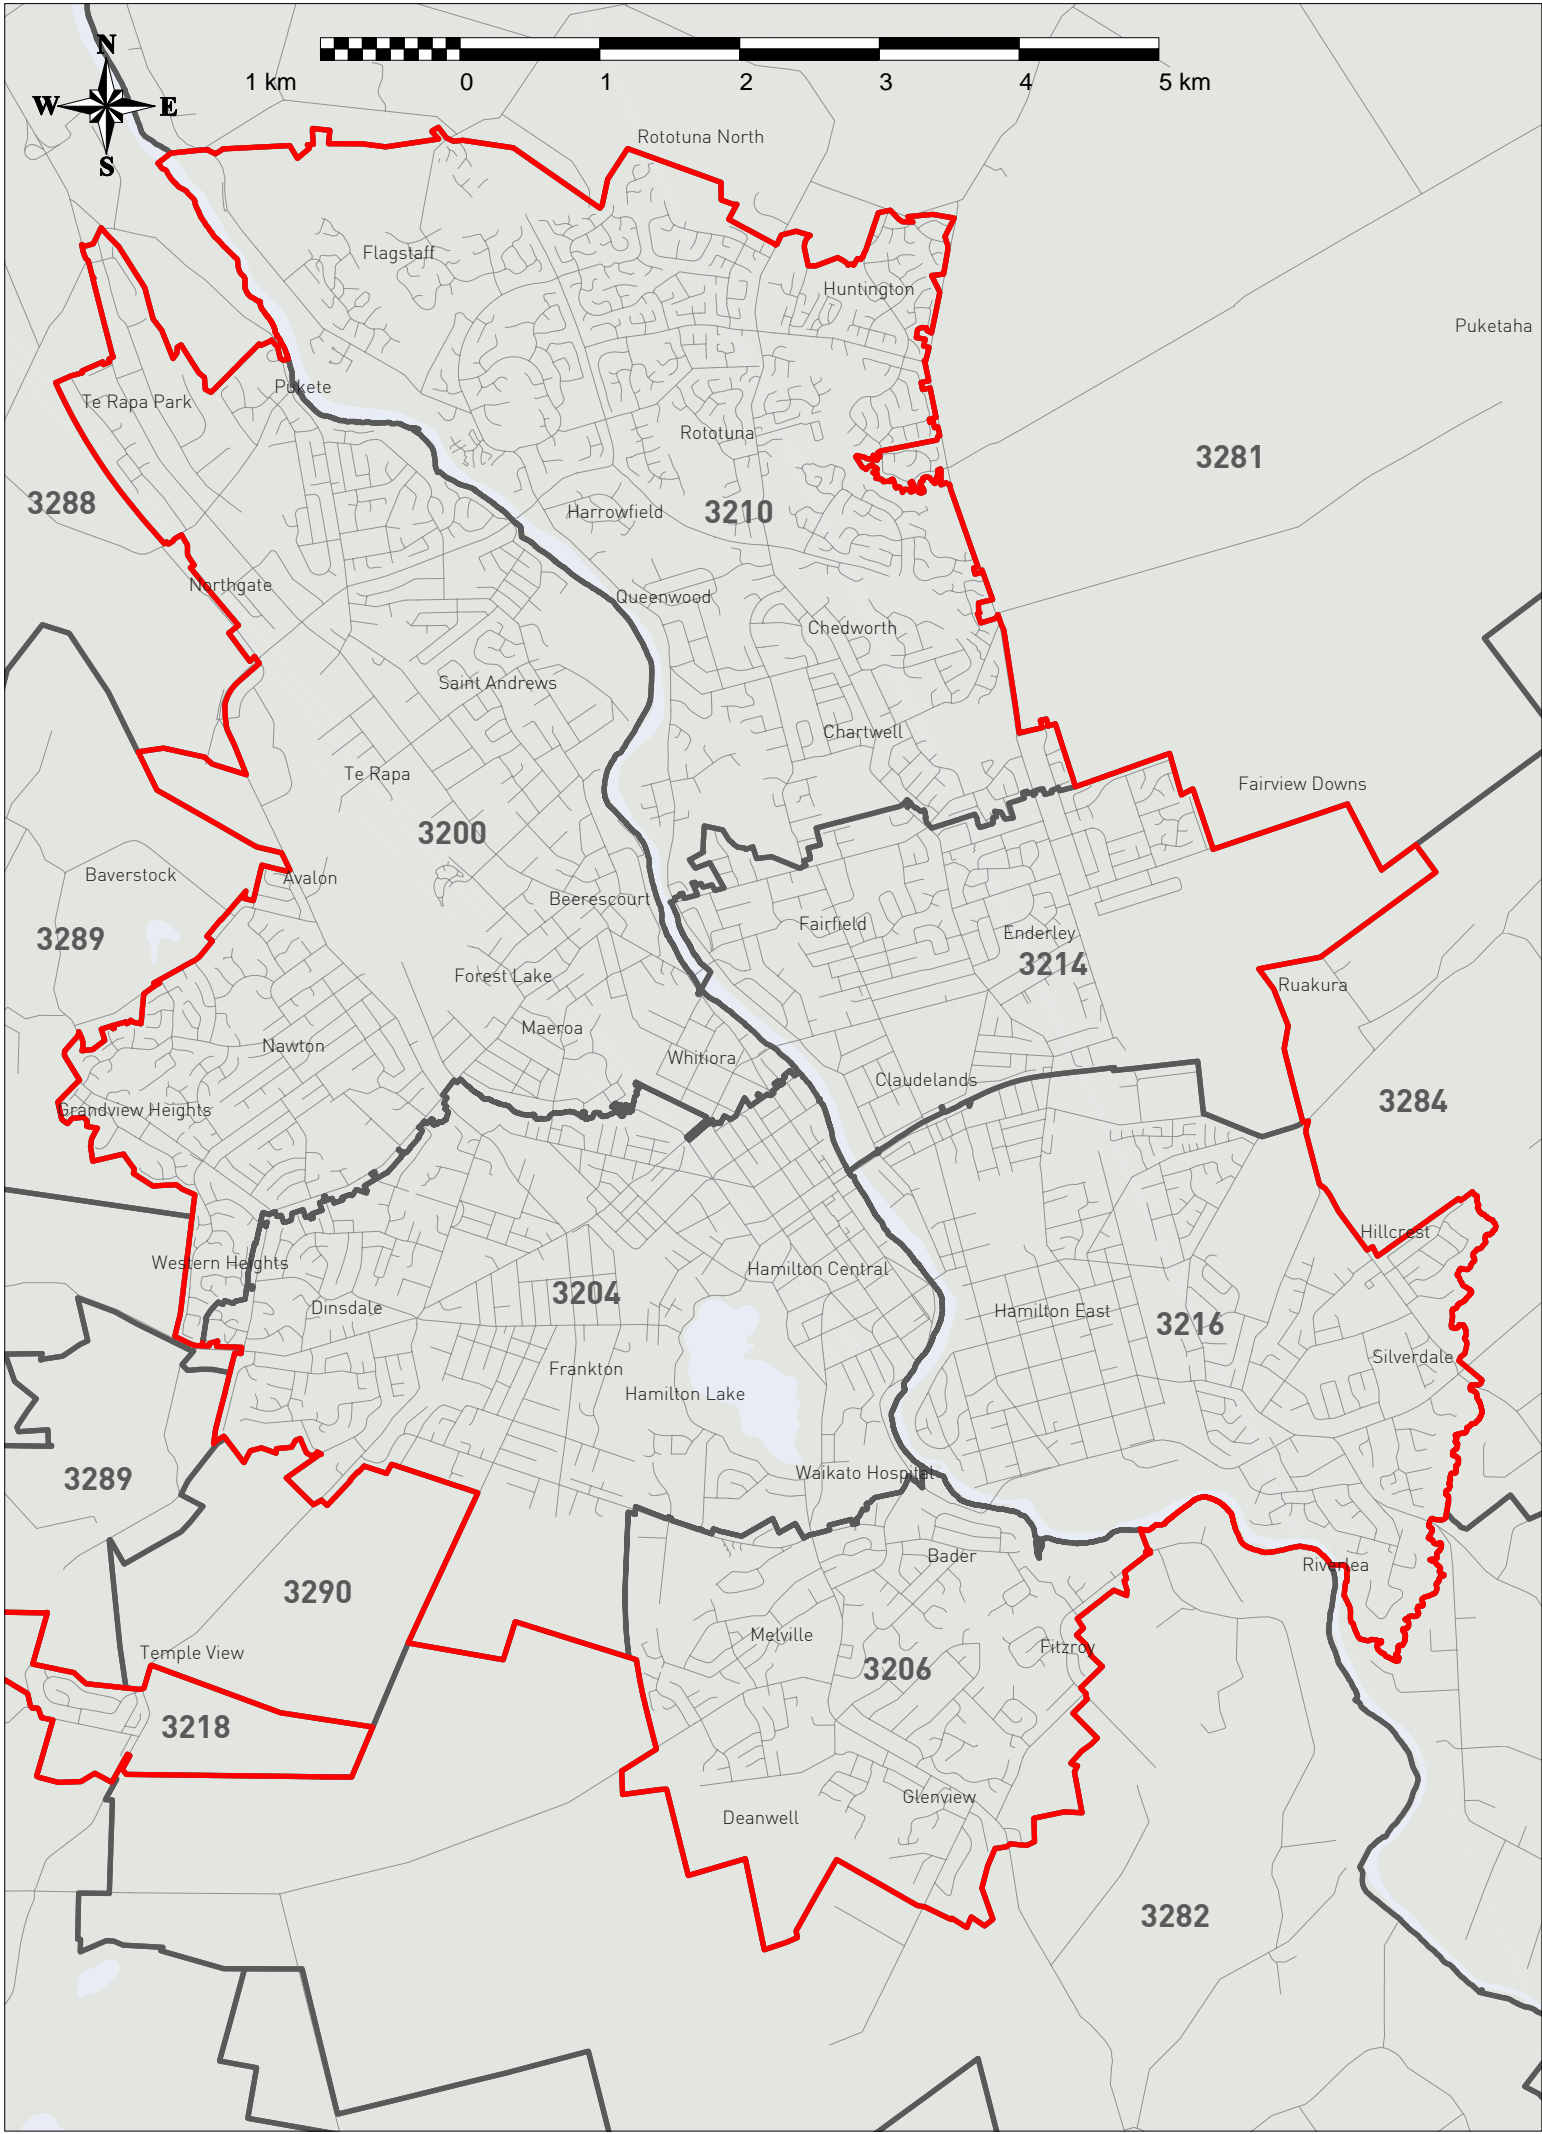 N
W E
S
1 km 0 1 2 3 4 5 km
Rototuna North
Flagstaff
Huntington
Puketaha
Pukete
Te Rapa Park
Rototuna
3281
3288
Harrowfield
3210
Northgate
Queenwood
Chedworth
Saint Andrews
Chartwell
Te Rapa
Fairview Downs
3200
Baverstock
Avalon
Beerescourt
Fairfield
Enderley
3289
3214
Forest Lake
Ruakura
Maeroa
Nawton
Whitiora
Claudelands
Grandview Heights
3284
Hillcrest
Western Heights
Hamilton Central
3204
Dinsdale
Hamilton East
3216
Silverdale
Frankton
Hamilton Lake
3289
Waikato Hospital
Bader
Riverlea
3290
Melville
Fitzroy
Temple View
3206
3218
Glenview
Deanwell
3282